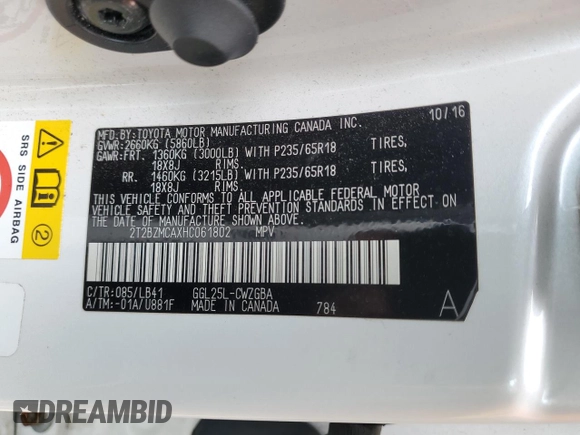 MFD. BY: TOYOTA MOTOR MANUFACTURING CANADA INC. 10/16
GVWR: 2660KG (5860LB)
GAWR: FRT. 1360KG (3000LB) WITH P235/65R18 TIRES,
18X8J RIMS,
RR. 1460KG (3215LB) WITH P235/65R18 TIRES,
18X8J RIMS,
THIS VEHICLE CONFORMS TO ALL APPLICABLE FEDERAL MOTOR
VEHICLE SAFETY AND THEFT PREVENTION STANDARDS IN EFFECT ON
THE DATE OF MANUFACTURE SHOWN ABOVE.
2T2BZMCAXHC061802 MPV
C/TR: 085/LB41 GGL25L-CWZGBA
A/TM: -01A/U881F MADE IN CANADA 784 A
SRS SIDE AIRBAG
2
DREAMBID